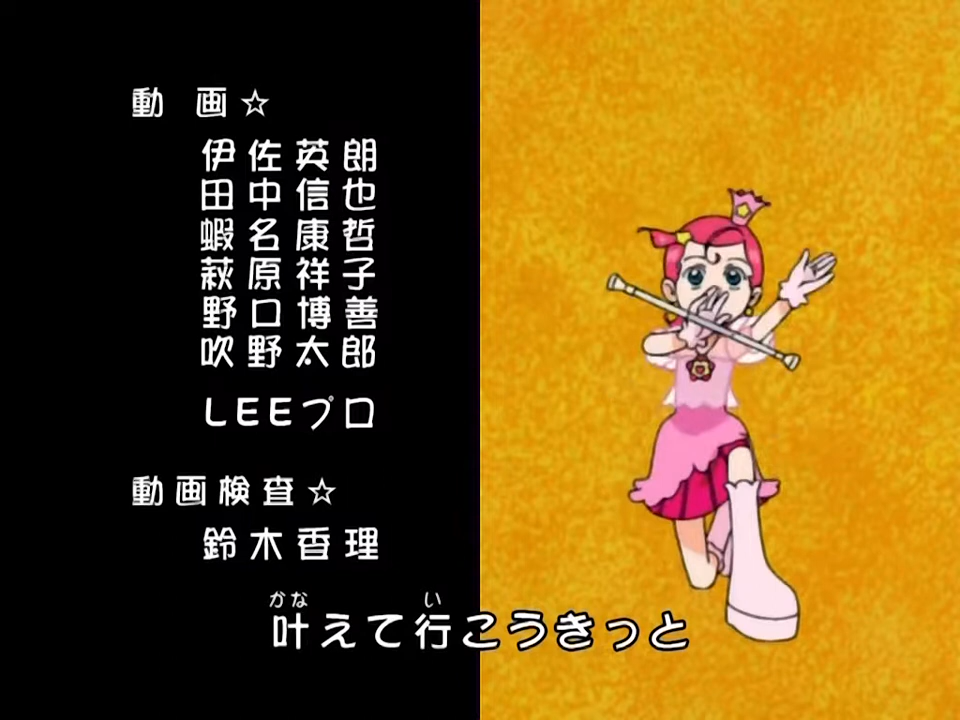 動 画☆
伊佐英朗
田中信也
蝦名康哲
萩原祥子
野口博善
吹野太郎
LEEプロ
動画検査☆
鈴木香理
かな い
叶えて行こうきっと